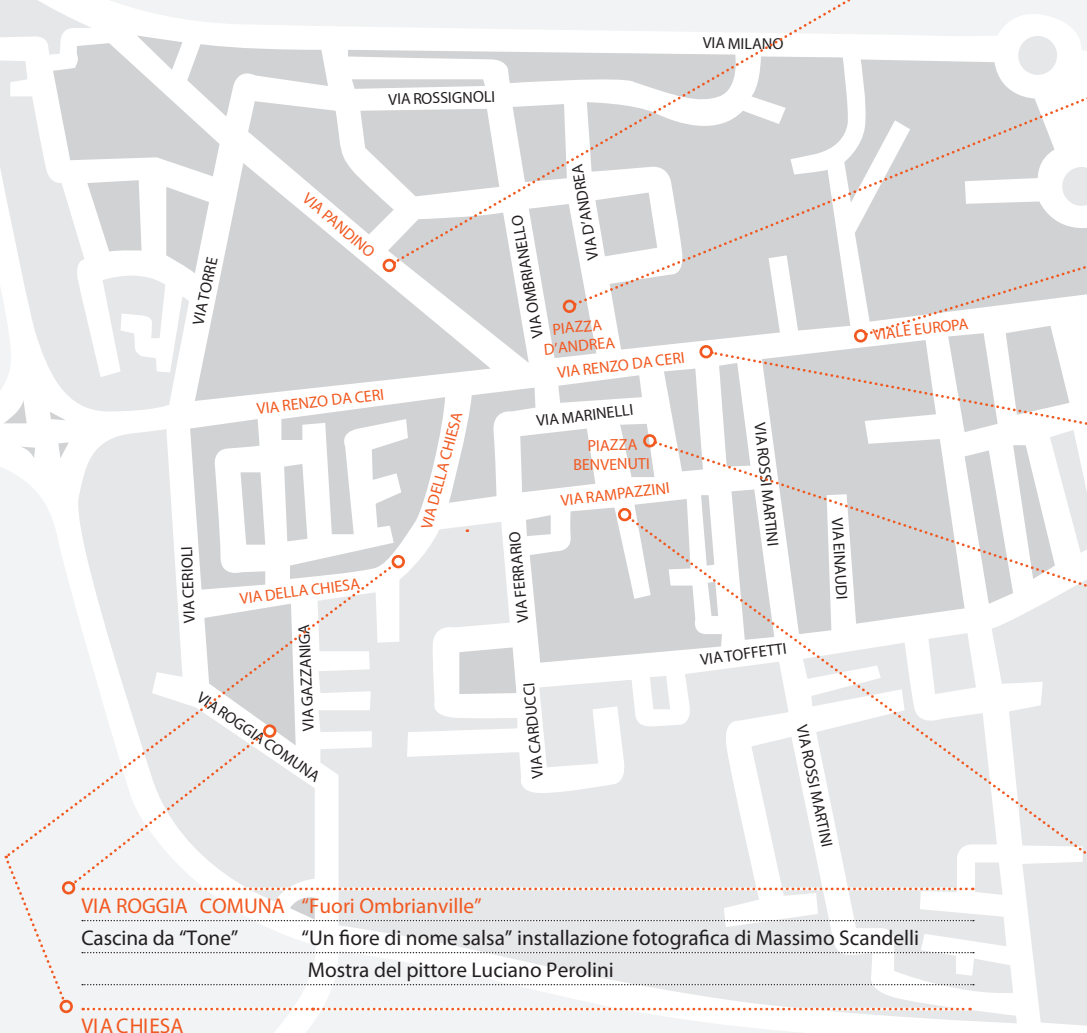 VIA MILANO
VIA ROSSIGNOLI
VIA PANDINO
VIA D'ANDREA
VIA OMBRIANELLO
VIA TORRE
PIAZZA
D'ANDREA
VIALE EUROPA
VIA RENZO DA CERI
VIA RENZO DA CERI
VIA MARINELLI
VIA DELLA CHIESA
PIAZZA
BENVENUTI
VIA ROSSI MARTINI
VIA RAMPAZZINI
VIA EINAUDI
VIA FERRARIO
VIA CERIOLI
VIA DELLA CHIESA
VIA GAZZANIGA
VIA TOFFETTI
VIA ROGGIA COMUNA
VIA CARDUCCI
VIA ROSSI MARTINI
VIA ROGGIA COMUNA "Fuori Ombrianville"
Cascina da "Tone" "Un fiore di nome salsa" installazione fotografica di Massimo Scandelli
Mostra del pittore Luciano Perolini
VIA CHIESA